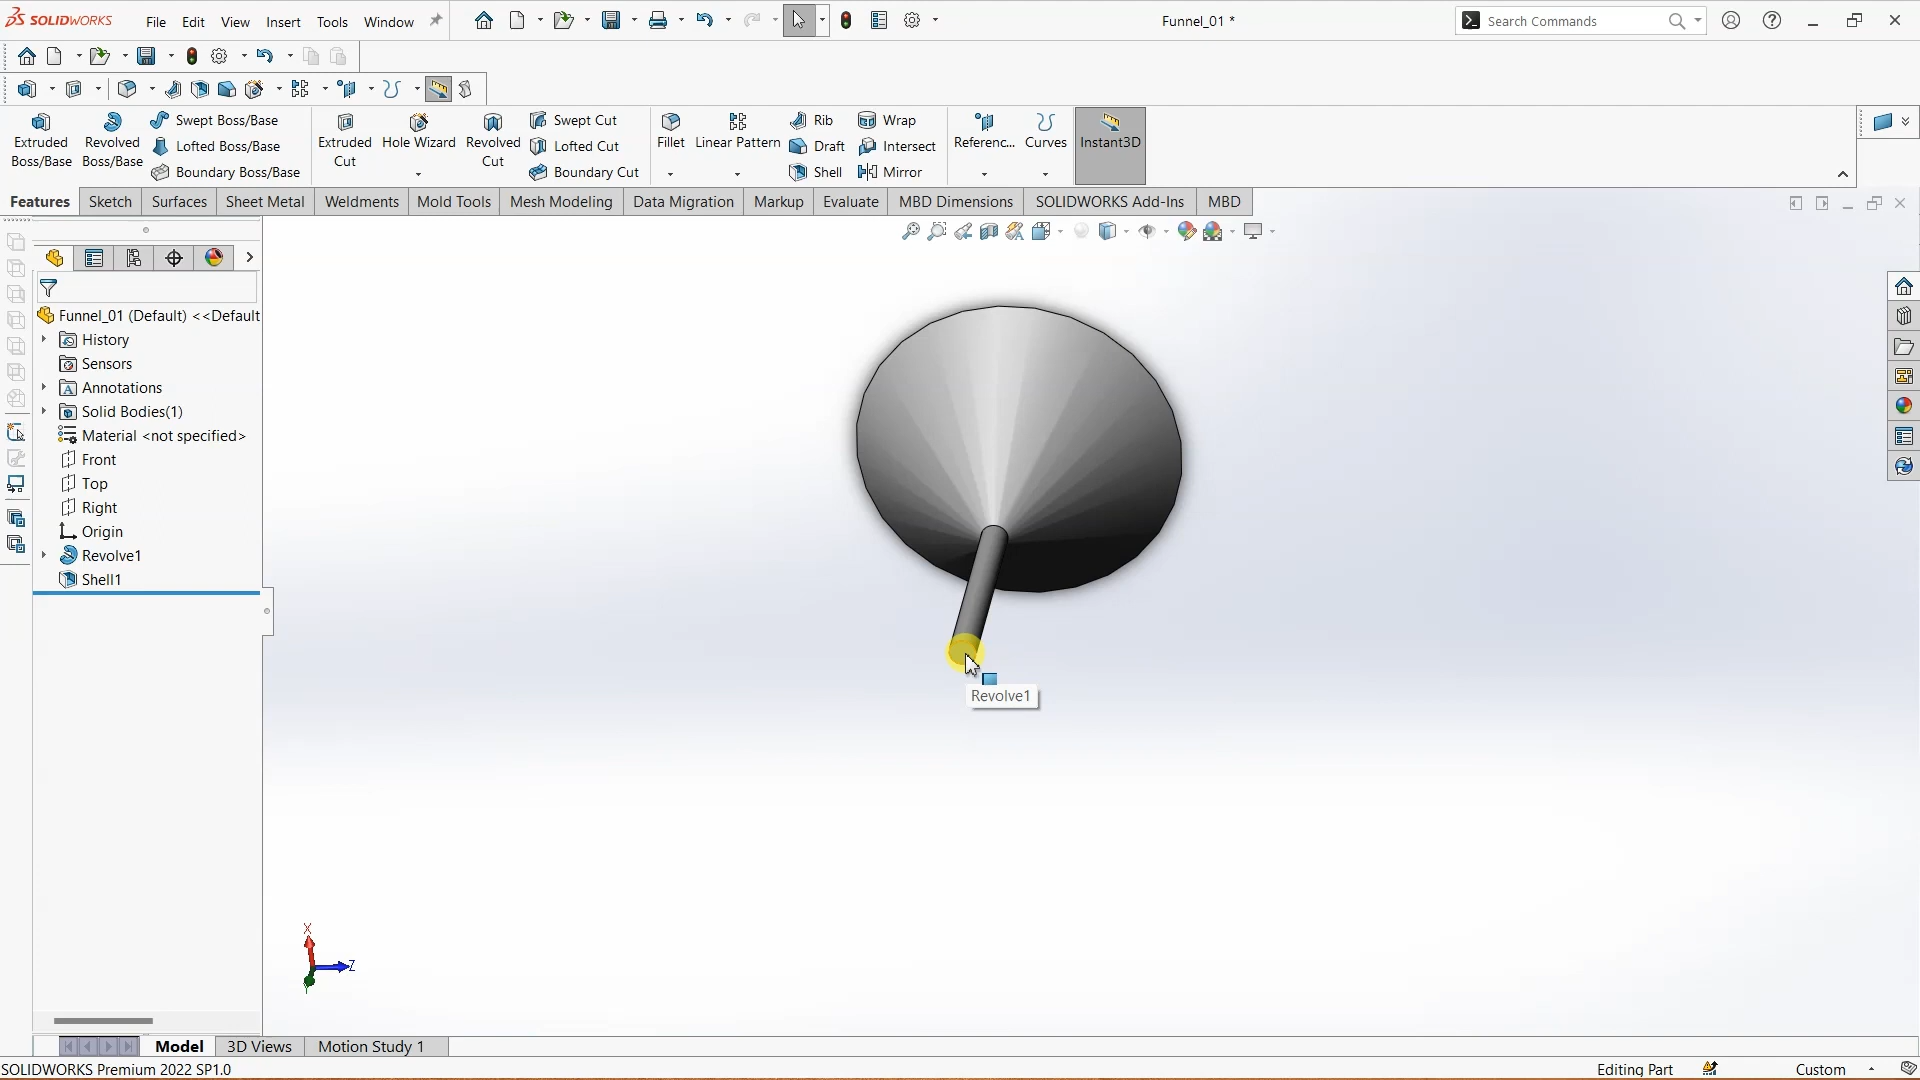 SOLIDWORKS File Edit View Insert Tools Window Funnel_01 * Search Commands
Extruded Boss/Base
Revolved Boss/Base
Swept Boss/Base
Lofted Boss/Base
Boundary Boss/Base
Extruded Cut
Hole Wizard
Revolved Cut
Swept Cut
Lofted Cut
Boundary Cut
Fillet
Linear Pattern
Rib
Draft
Shell
Wrap
Intersect
Mirror
Referenc...
Curves
Instant3D
Features Sketch Surfaces Sheet Metal Weldments Mold Tools Mesh Modeling Data Migration Markup Evaluate MBD Dimensions SOLIDWORKS Add-Ins MBD
Funnel_01 (Default) <<Default
History
Sensors
Annotations
Solid Bodies(1)
Material <not specified>
Front
Top
Right
Origin
Revolve1
Shell1
Revolve1
X
Z
Y
Model 3D Views Motion Study 1
SOLIDWORKS Premium 2022 SP1.0 Editing Part Custom